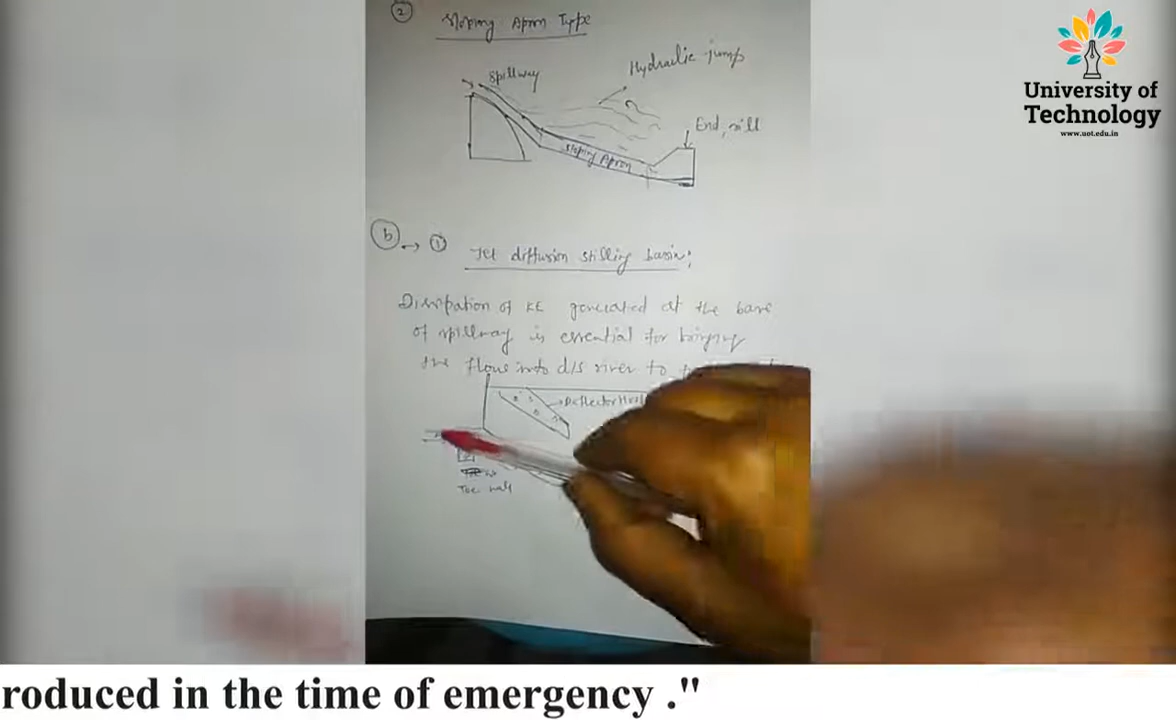 ② Sloping Apron Type
Spillway
Hydraulic jump
End sill
Sloping Apron
ⓑ → ① Jet diffusion stilling basin;
Dissipation of KE generated at the base
of spillway is essential for bringing
the flow into d/s river to
Deflector
Toe wall
University of
Technology
www.uot.edu.in
roduced in the time of emergency ."